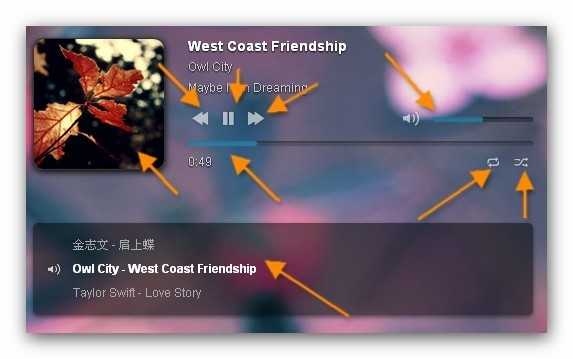 West Coast Friendship
Owl City
Maybe I'm Dreaming
0:49
金志文 - 肩上蝶
Owl City - West Coast Friendship
Taylor Swift - Love Story